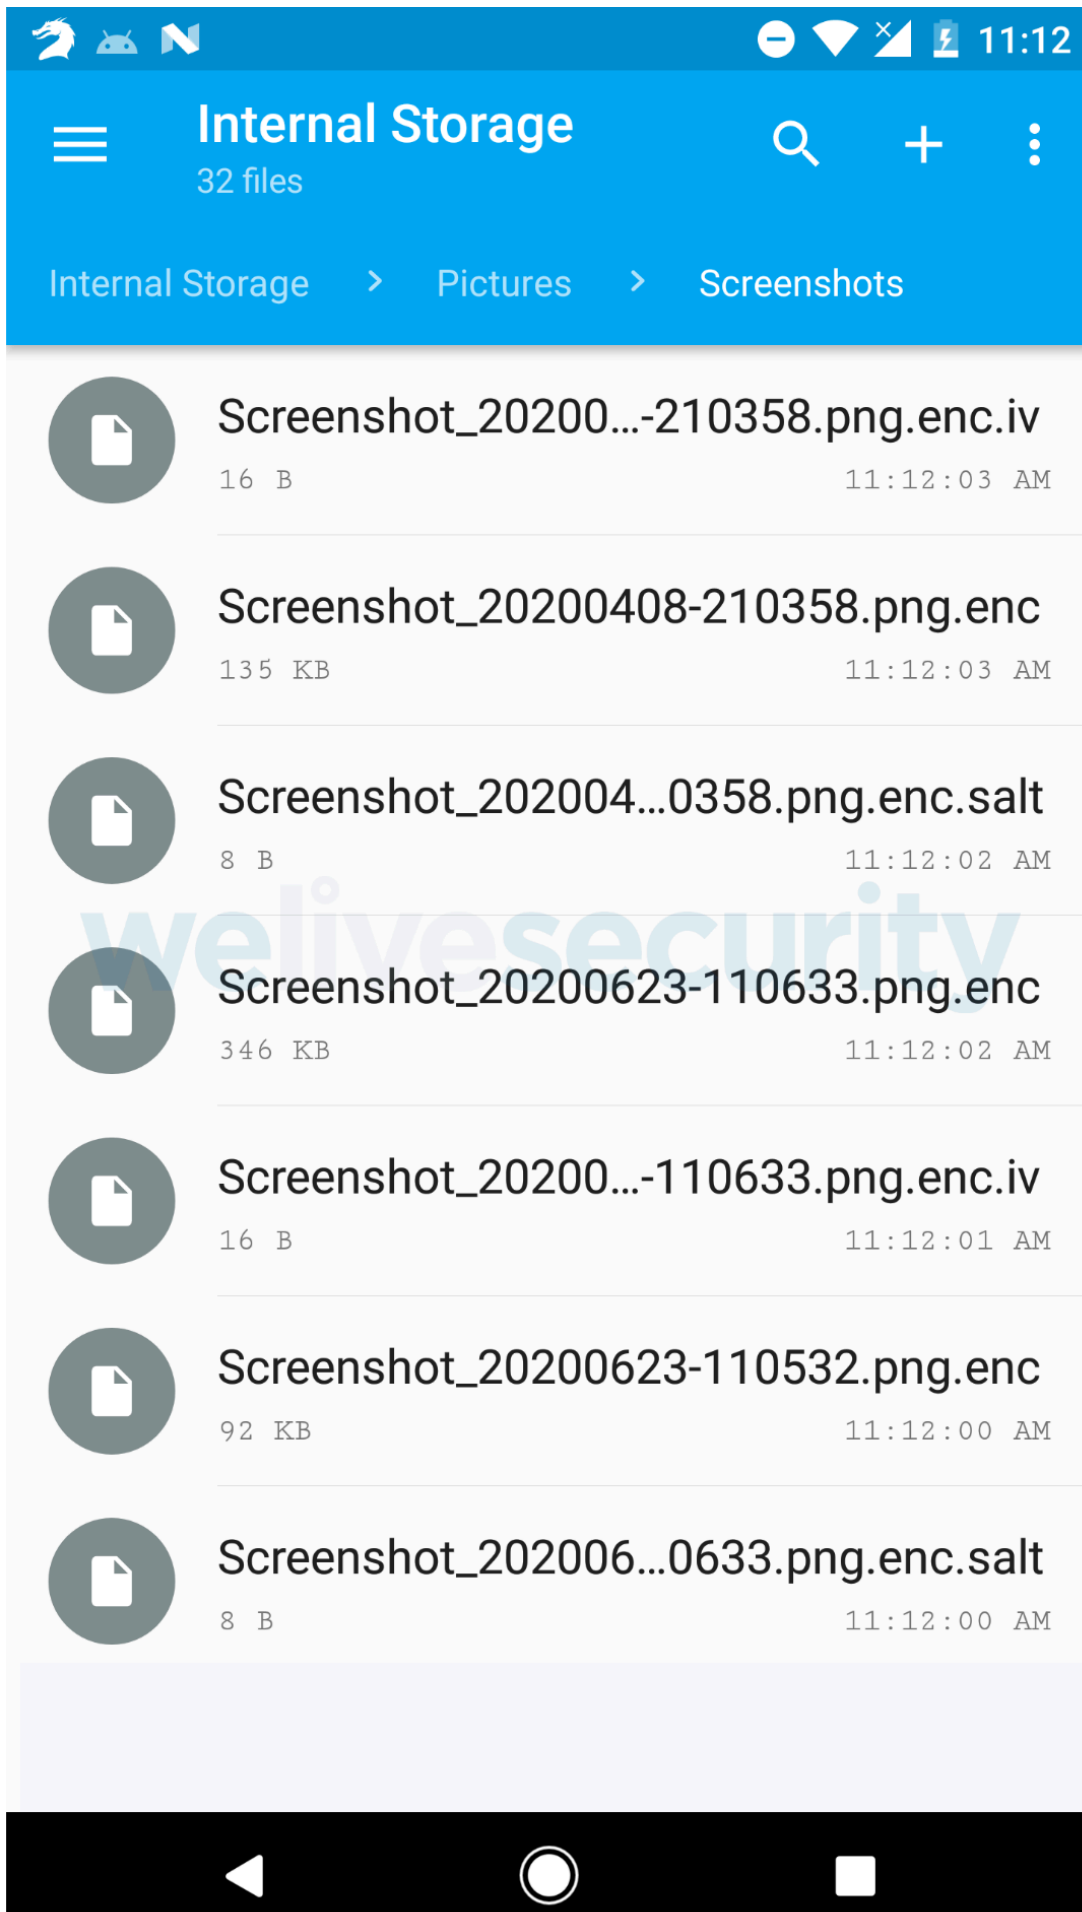 11:12
Internal Storage
32 files
Internal Storage > Pictures > Screenshots
Screenshot_20200...-210358.png.enc.iv
16 B 11:12:03 AM
Screenshot_20200408-210358.png.enc
135 KB 11:12:03 AM
Screenshot_202004...0358.png.enc.salt
8 B 11:12:02 AM
welivesecurity
Screenshot_20200623-110633.png.enc
346 KB 11:12:02 AM
Screenshot_20200...-110633.png.enc.iv
16 B 11:12:01 AM
Screenshot_20200623-110532.png.enc
92 KB 11:12:00 AM
Screenshot_202006...0633.png.enc.salt
8 B 11:12:00 AM